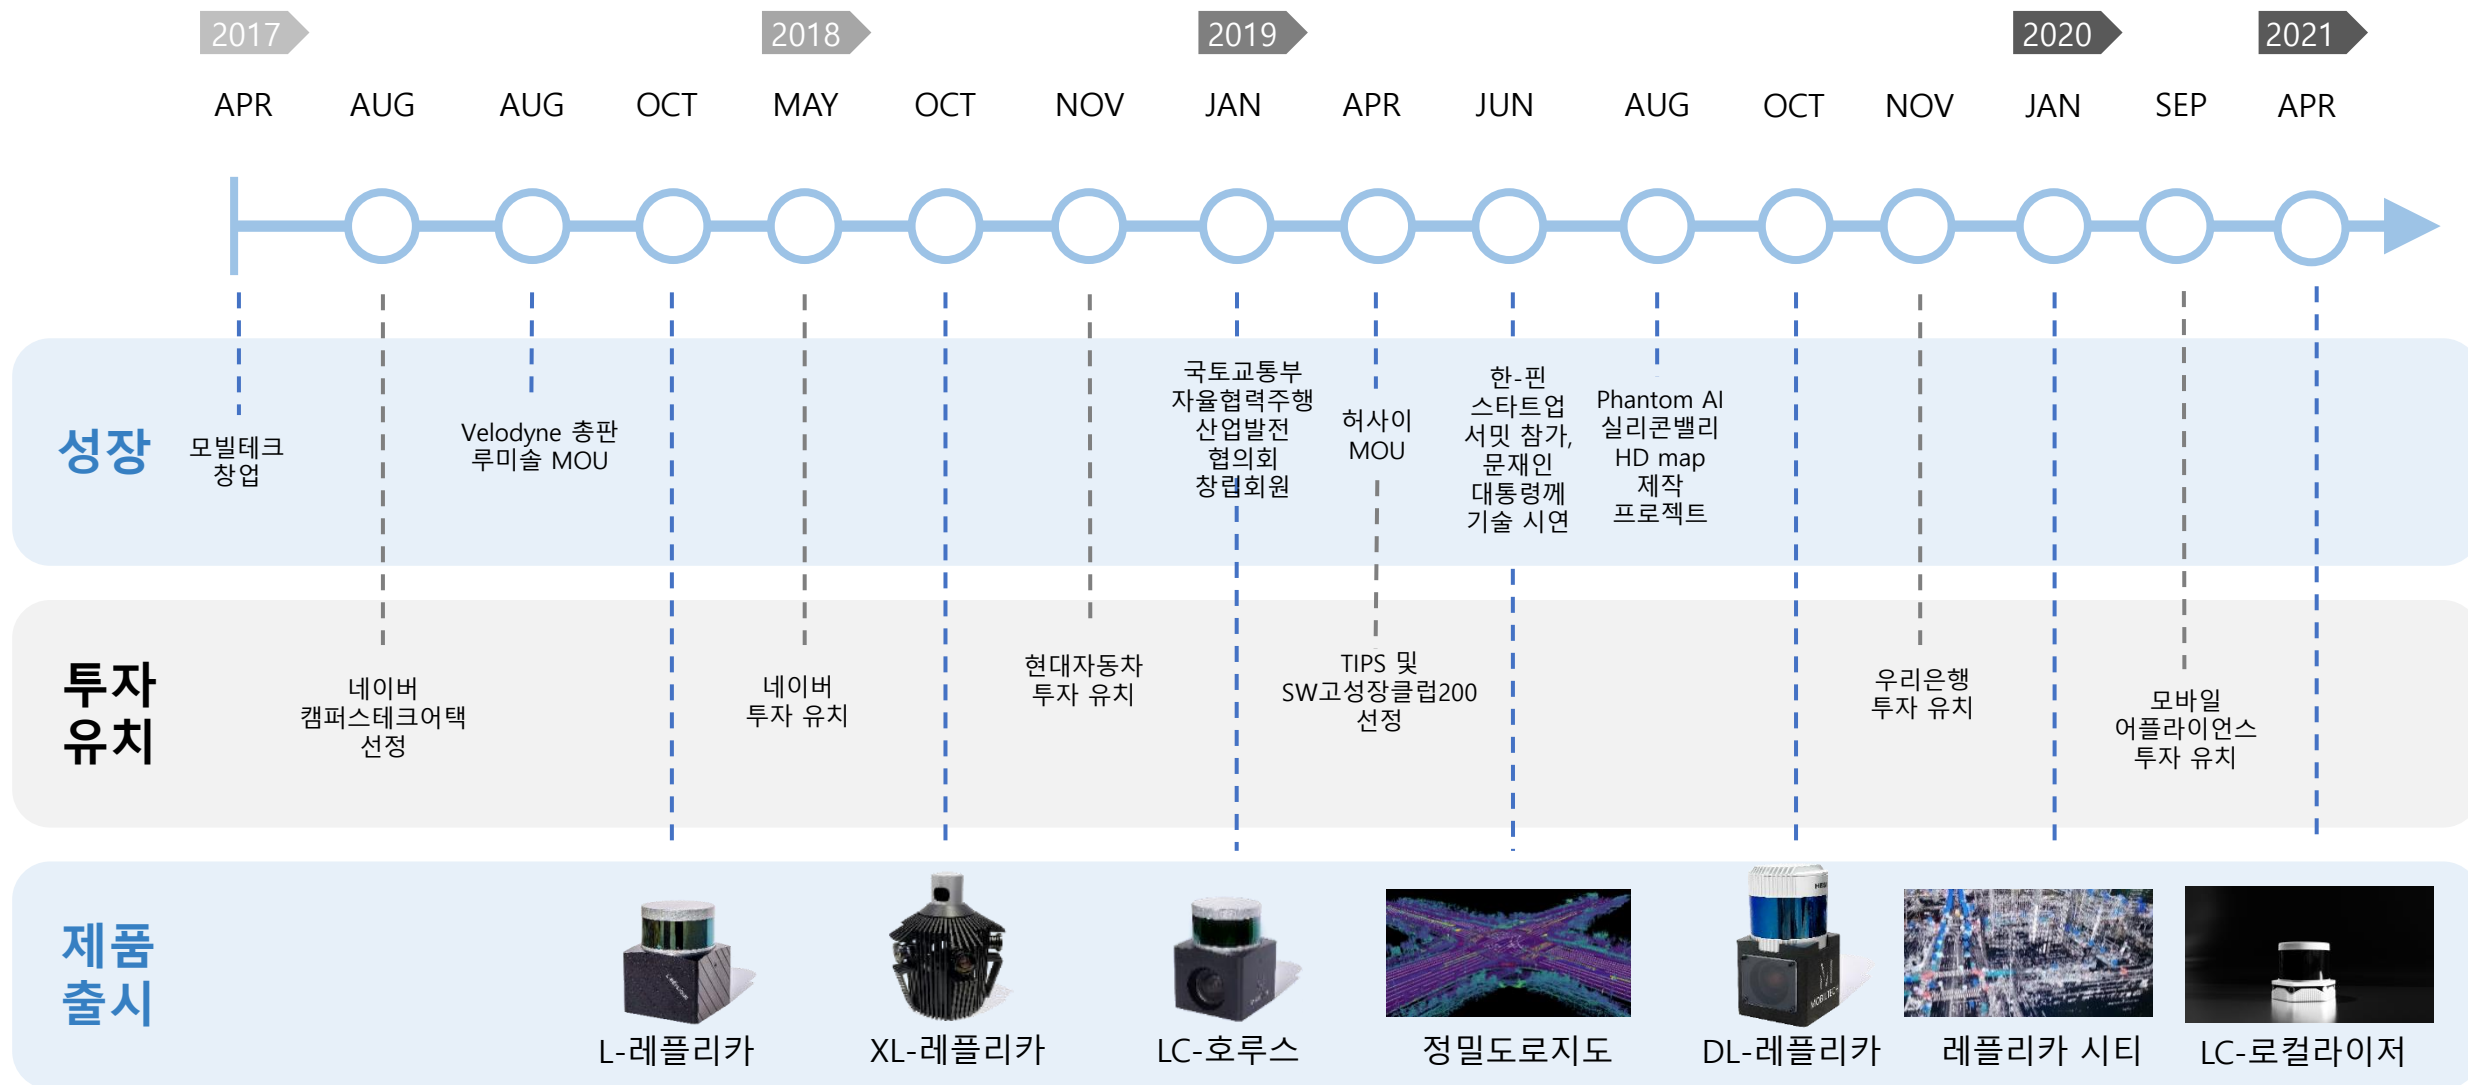 2017
2018
2019
2020
2021
APR
AUG
AUG
OCT
MAY
OCT
NOV
JAN
APR
JUN
AUG
OCT
NOV
JAN
SEP
APR
성장
모빌테크
창업
Velodyne 총판
루미솔 MOU
국토교통부
자율협력주행
산업발전
협의회
창립회원
허사이
MOU
한-핀
스타트업
서밋 참가,
문재인
대통령께
기술 시연
Phantom AI
실리콘밸리
HD map
제작
프로젝트
투자
유치
네이버
캠퍼스테크어택
선정
네이버
투자 유치
현대자동차
투자 유치
TIPS 및
SW고성장클럽200
선정
우리은행
투자 유치
모바일
어플라이언스
투자 유치
제품
출시
MOBILTECH
L-레플리카
XL-레플리카
LC-호루스
정밀도로지도
DL-레플리카
레플리카 시티
LC-로컬라이저